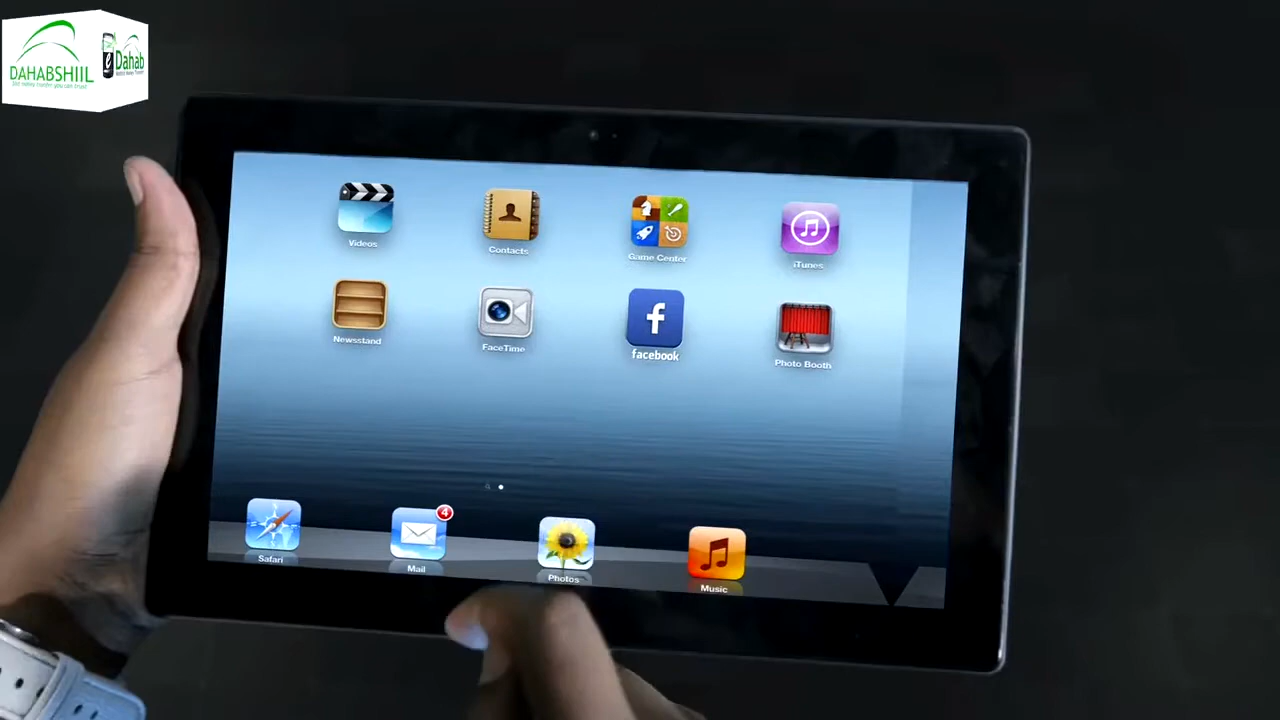 DAHABSHIIL
Dahab
Videos
Contacts
Game Center
iTunes
Newsstand
FaceTime
f
facebook
Photo Booth
4
Safari
Mail
Photos
Music